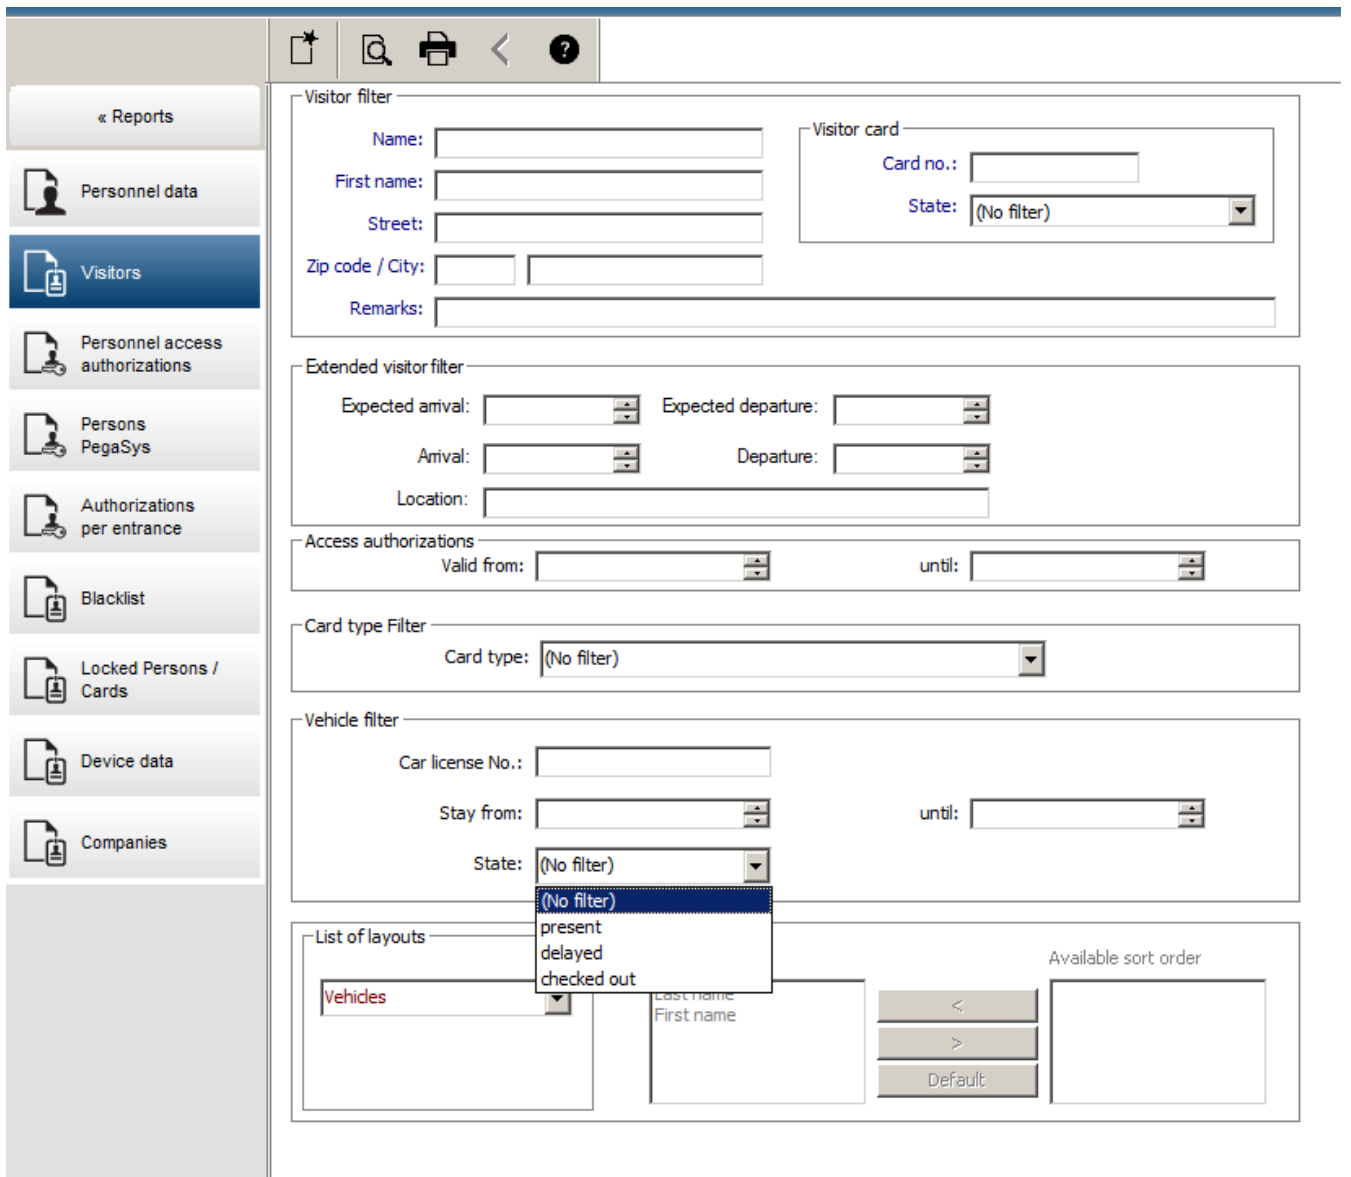 « Reports
Personnel data
Visitors
Personnel access
authorizations
Persons
PegaSys
Authorizations
per entrance
Blacklist
Locked Persons /
Cards
Device data
Companies
Visitor filter
Name:
First name:
Street:
Zip code / City:
Remarks:
Visitor card
Card no.:
State: (No filter)
Extended visitor filter
Expected arrival: Expected departure:
Arrival: Departure:
Location:
Access authorizations
Valid from: until:
Card type Filter
Card type: (No filter)
Vehicle filter
Car license No.:
Stay from: until:
State: (No filter)
(No filter)
present
delayed
checked out
List of layouts
Vehicles
Last name
First name
<
>
Default
Available sort order